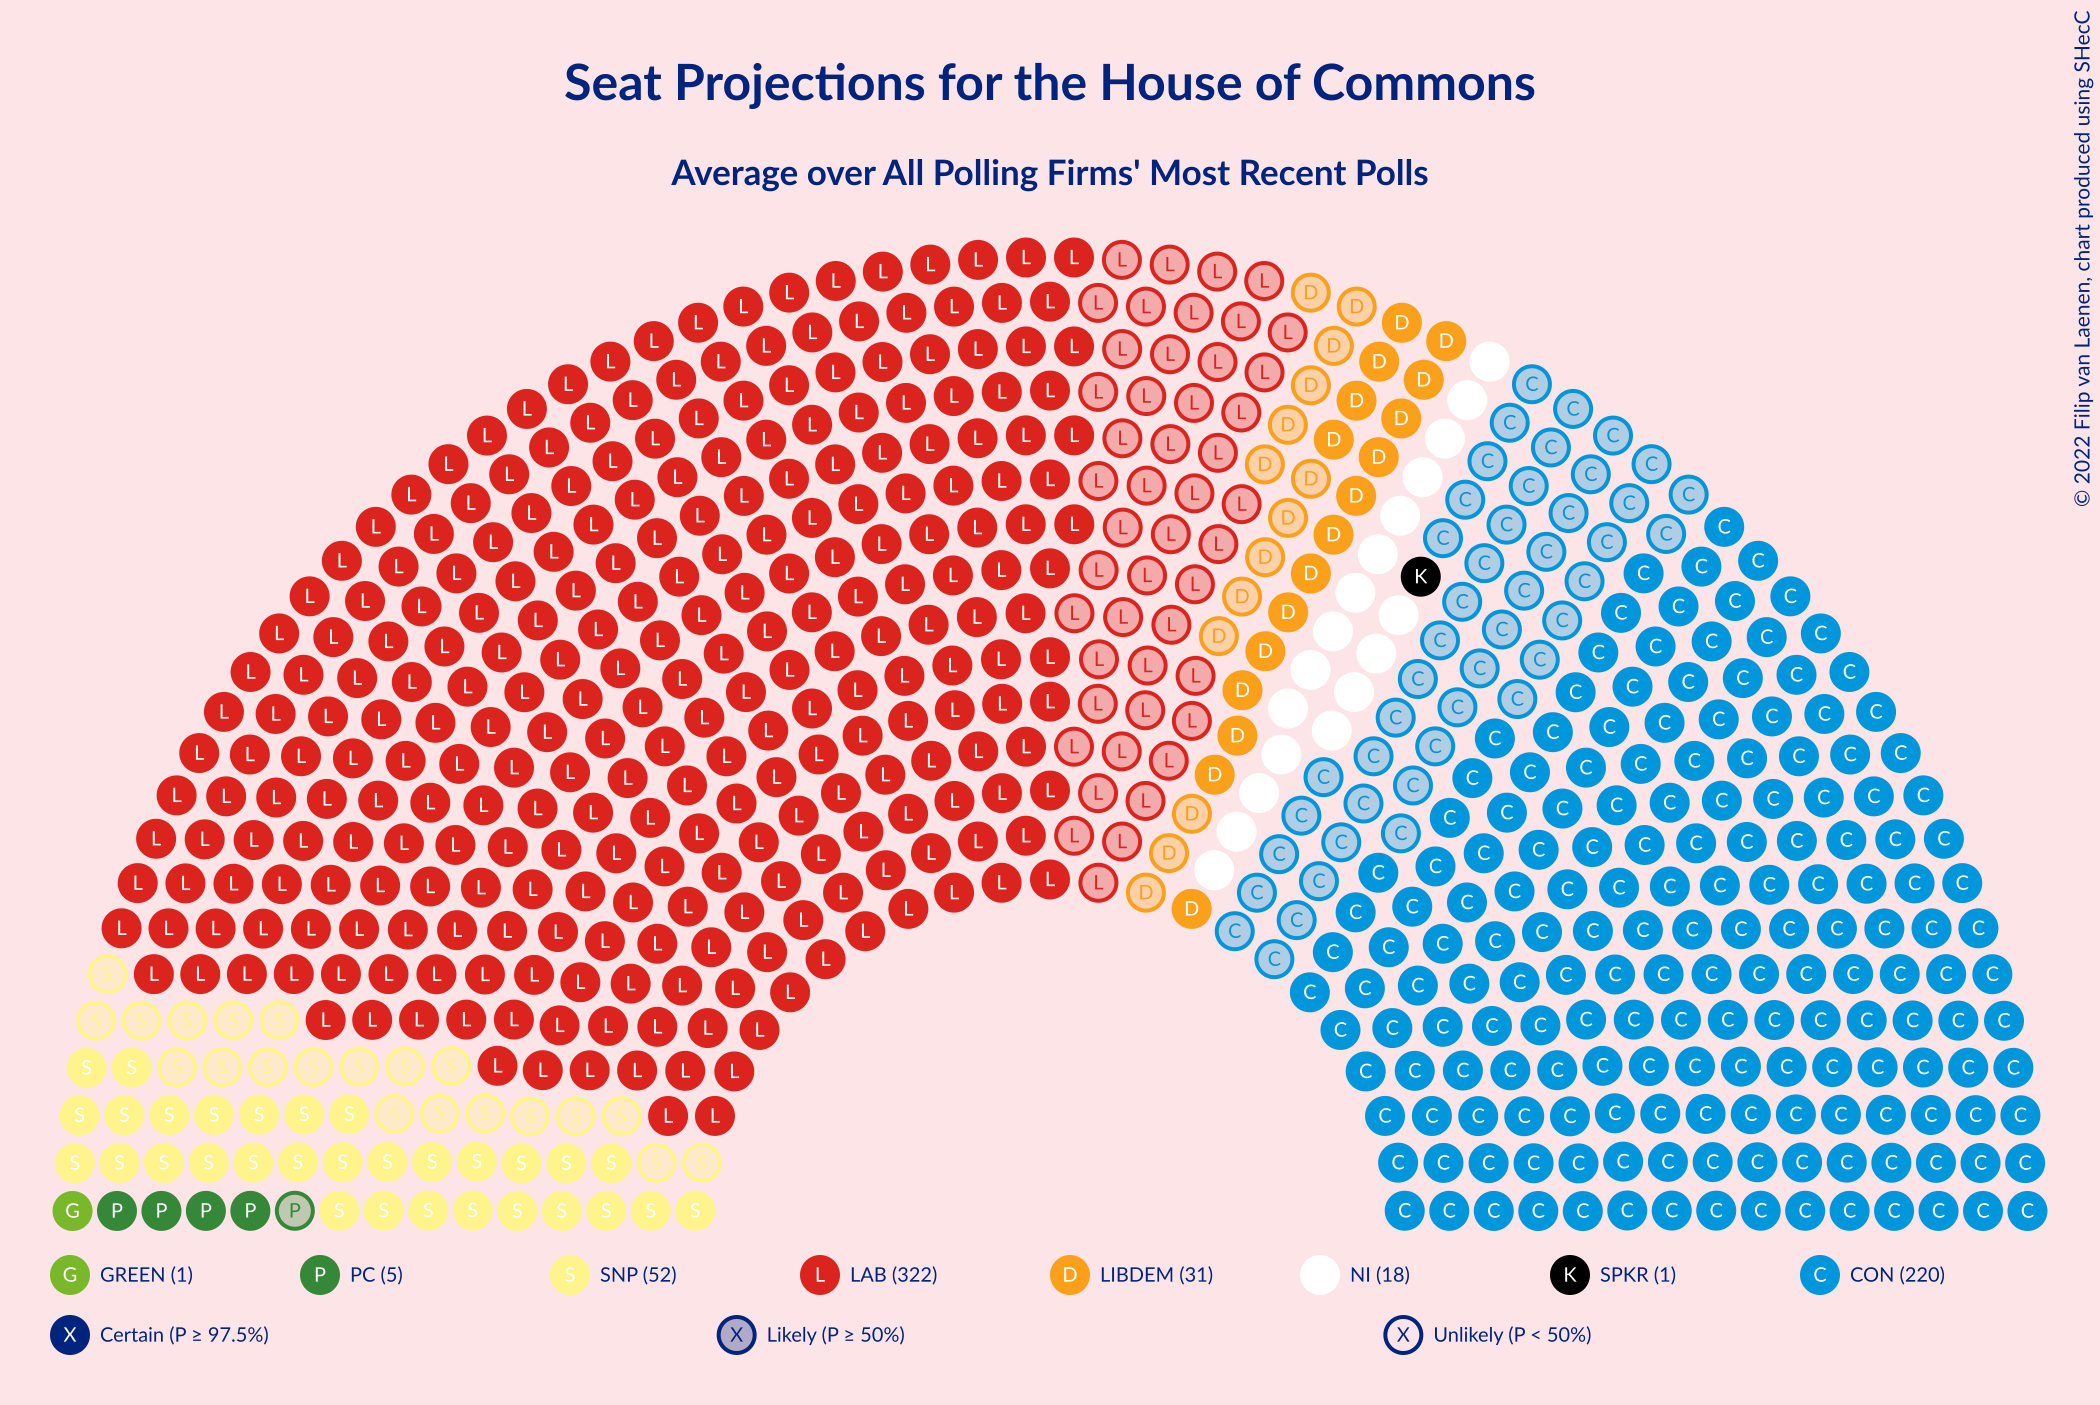 Seat Projections for the House of Commons
Average over All Polling Firms' Most Recent Polls
© 2022 Filip van Laenen, chart produced using SHecC
G GREEN (1) P PC (5) S SNP (52) L LAB (322) D LIBDEM (31) NI (18) K SPKR (1) C CON (220)
X Certain (P ≥ 97.5%) X Likely (P ≥ 50%) X Unlikely (P < 50%)